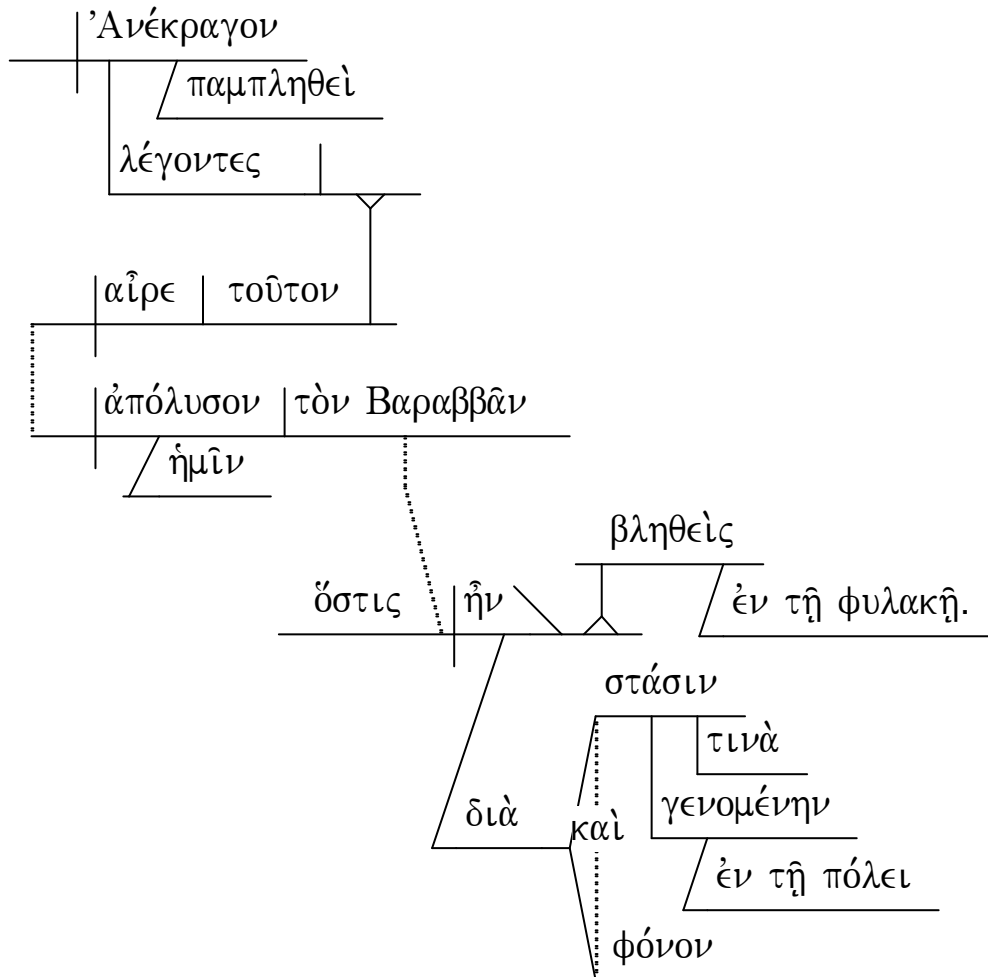 Ἀνέκραγον
παμπληθεὶ
λέγοντες
αἶρε τοῦτον
ἀπόλυσον τὸν Βαραββᾶν
ἡμῖν
βληθεὶς
ὅστις ἦν ἐν τῇ φυλακῇ.
στάσιν
τινὰ
διὰ καὶ γενομένην
ἐν τῇ πόλει
φόνον